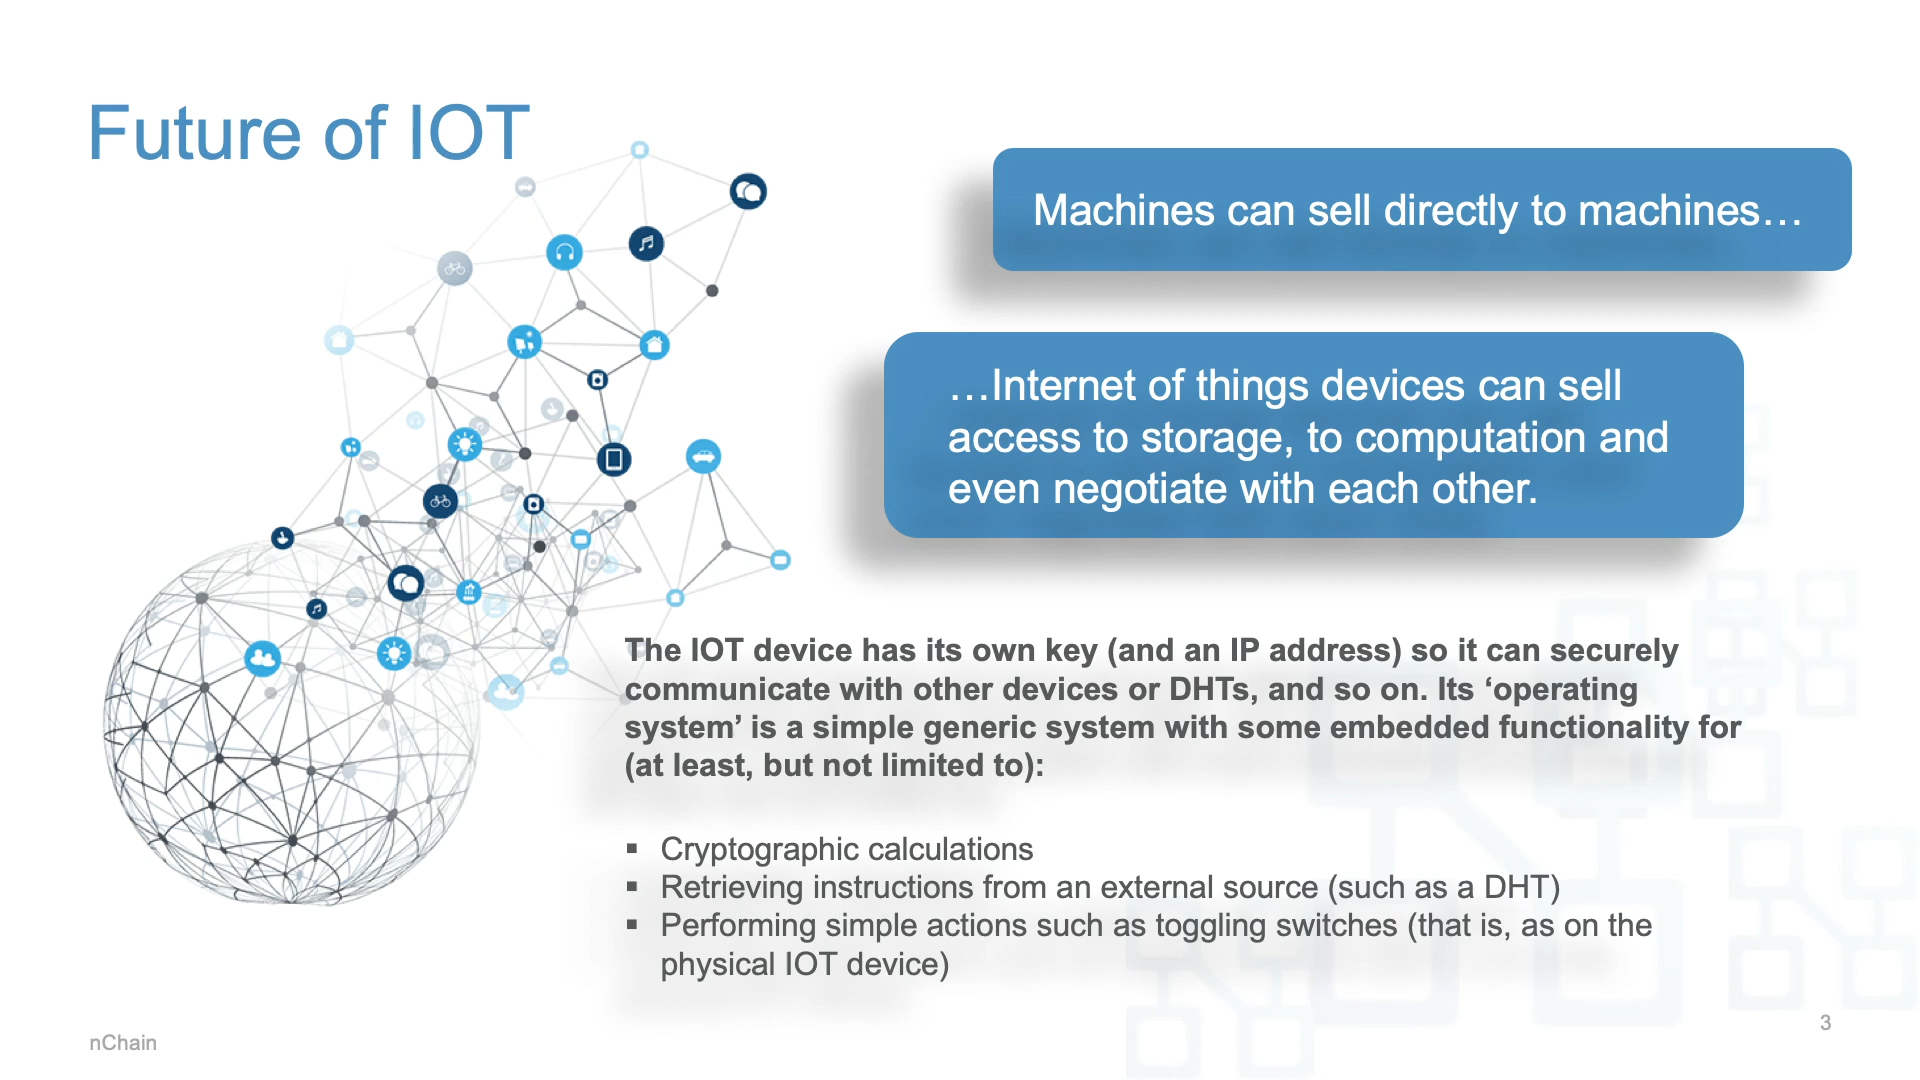 Future of IOT
Machines can sell directly to machines…
…Internet of things devices can sell
access to storage, to computation and
even negotiate with each other.
The IOT device has its own key (and an IP address) so it can securely
communicate with other devices or DHTs, and so on. Its ‘operating
system’ is a simple generic system with some embedded functionality for
(at least, but not limited to):
▪ Cryptographic calculations
▪ Retrieving instructions from an external source (such as a DHT)
▪ Performing simple actions such as toggling switches (that is, as on the
physical IOT device)
nChain
3